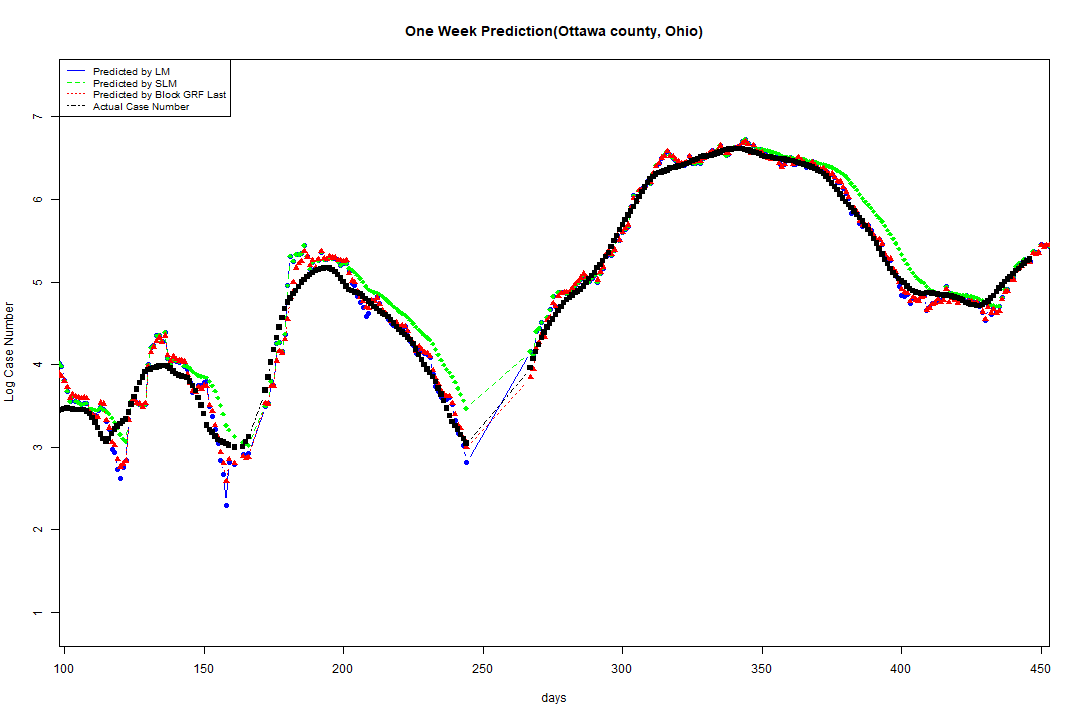 One Week Prediction(Ottawa county, Ohio)
Predicted by LM
Predicted by SLM
Predicted by Block GRF Last
Actual Case Number
7
6
5
4
3
2
1
Log Case Number
100 150 200 250 300 350 400 450
days